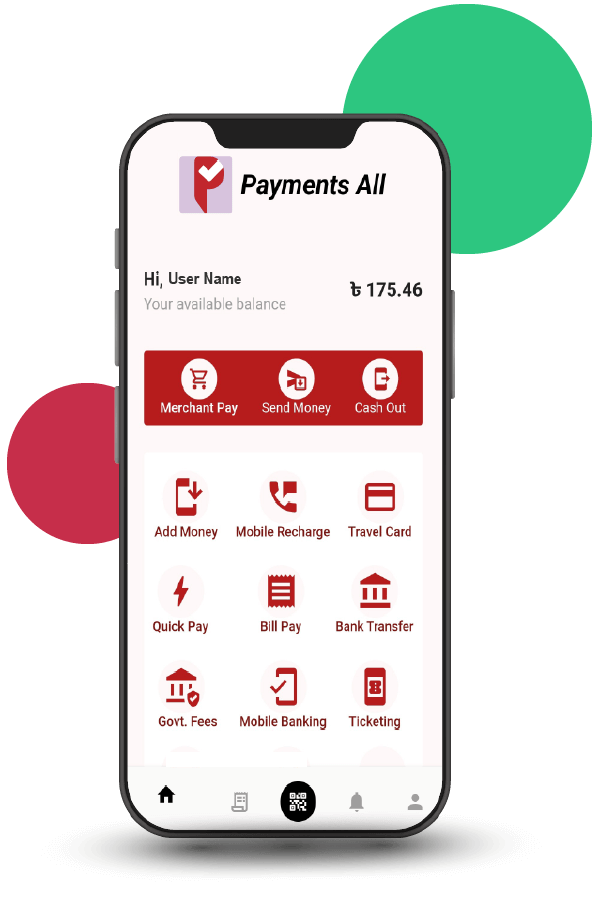 Payments All
Hi, User Name
৳ 175.46
Your available balance
Merchant Pay
Send Money
Cash Out
Add Money
Mobile Recharge
Travel Card
Quick Pay
Bill Pay
Bank Transfer
Govt. Fees
Mobile Banking
Ticketing